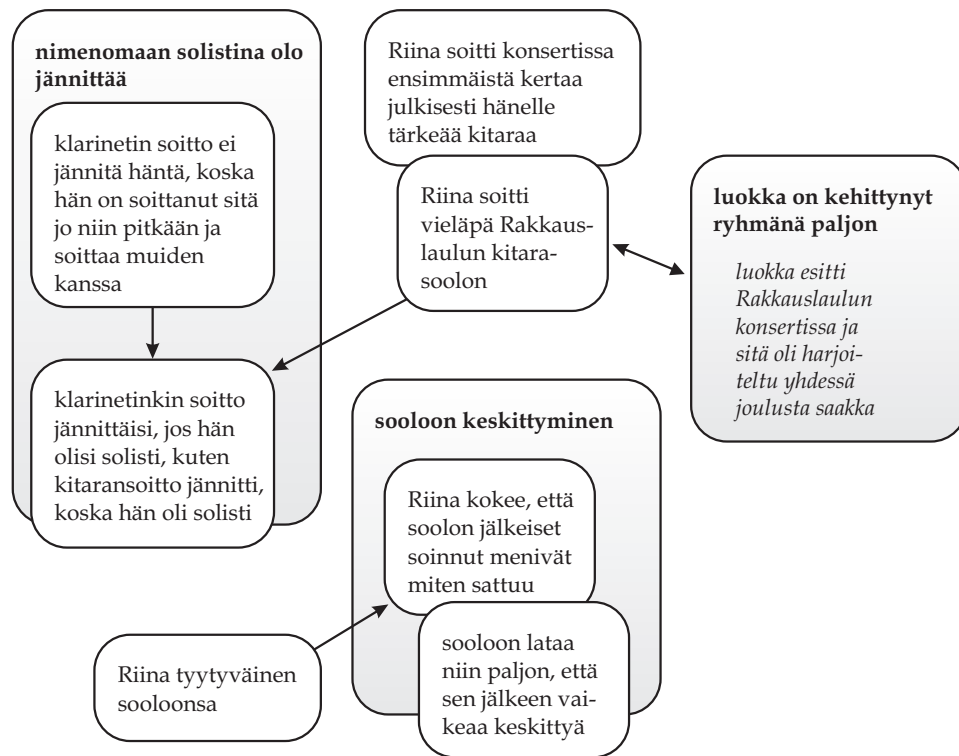 nimenomaan solistina olo
jännittää
klarinetin soitto ei
jännitä häntä, koska
hän on soittanut sitä
jo niin pitkään ja
soittaa muiden
kanssa
klarinetinkin soitto
jännittäisi, jos hän
olisi solisti, kuten
kitaransoitto jännitti,
koska hän oli solisti
Riina soitti konsertissa
ensimmäistä kertaa
julkisesti hänelle
tärkeää kitaraa
Riina soitti
vieläpä Rakkaus-
laulun kitara-
soolon
luokka on kehittynyt
ryhmänä paljon
luokka esitti
Rakkauslaulun
konsertissa ja
sitä oli harjoi-
teltu yhdessä
joulusta saakka
sooloon keskittyminen
Riina kokee, että
soolon jälkeiset
soinnut menivät
miten sattuu
sooloon lataa
niin paljon, että
sen jälkeen vai-
keaa keskittyä
Riina tyytyväinen
sooloonsa